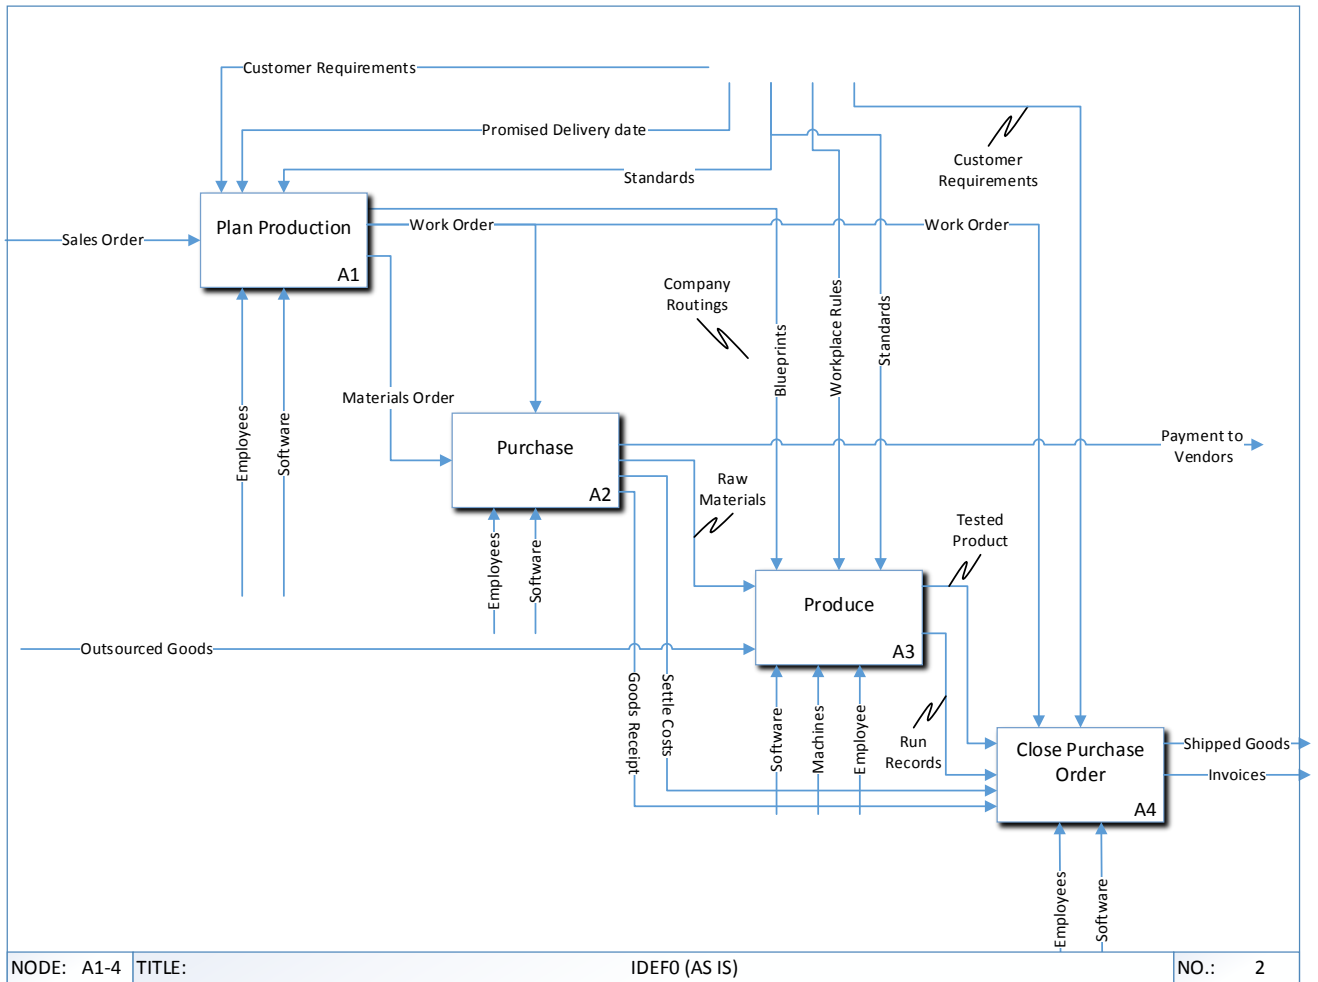 Customer Requirements
Promised Delivery date
Standards
Customer
Requirements
Plan Production
A1
Sales Order
Work Order
Work Order
Company
Routings
Blueprints
Workplace Rules
Standards
Materials Order
Employees
Software
Purchase
A2
Payment to
Vendors
Raw
Materials
Employees
Software
Tested
Product
Produce
A3
Outsourced Goods
Goods Receipt
Settle Costs
Software
Machines
Employee
Run
Records
Close Purchase
Order
A4
Shipped Goods
Invoices
Employees
Software
NODE: A1-4 TITLE: IDEF0 (AS IS) NO.: 2